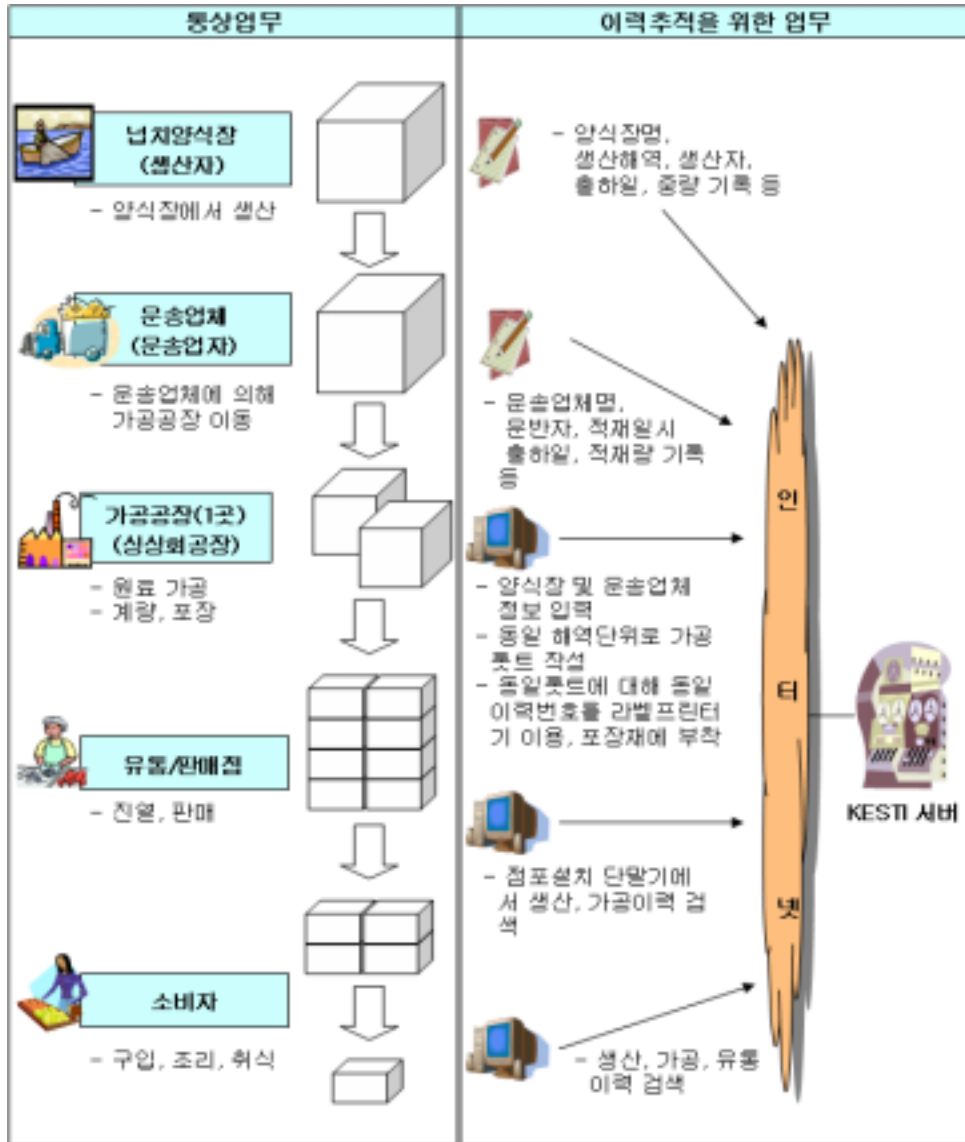 통상업무
이력추적을 위한 업무
넙치양식장
(생산자)
- 양식장에서 생산
- 양식장명,
생산해역, 생산자,
출하일, 중량 기록 등
운송업체
(운송업자)
- 운송업체에 의해
가공공장 이동
- 운송업체명,
운반자, 적재일시
출하일, 적재량 기록
등
가공공장(1곳)
(싱싱회공장)
- 원료 가공
- 계량, 포장
- 양식장 및 운송업체
정보 입력
- 동일 해역단위로 가공
롯트 작성
- 동일롯트에 대해 동일
이력번호를 라벨프린터
기 이용, 포장재에 부착
유통/판매점
- 진열, 판매
- 점포설치 단말기에
서 생산, 가공이력 검
색
소비자
- 구입, 조리, 취식
- 생산, 가공, 유통
이력 검색
인
터
넷
KESTI 서버